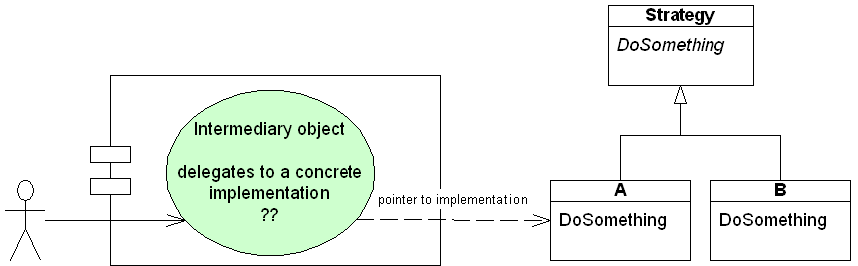 Strategy
DoSomething
Intermediary object
delegates to a concrete
implementation
??
pointer to implementation
A
DoSomething
B
DoSomething